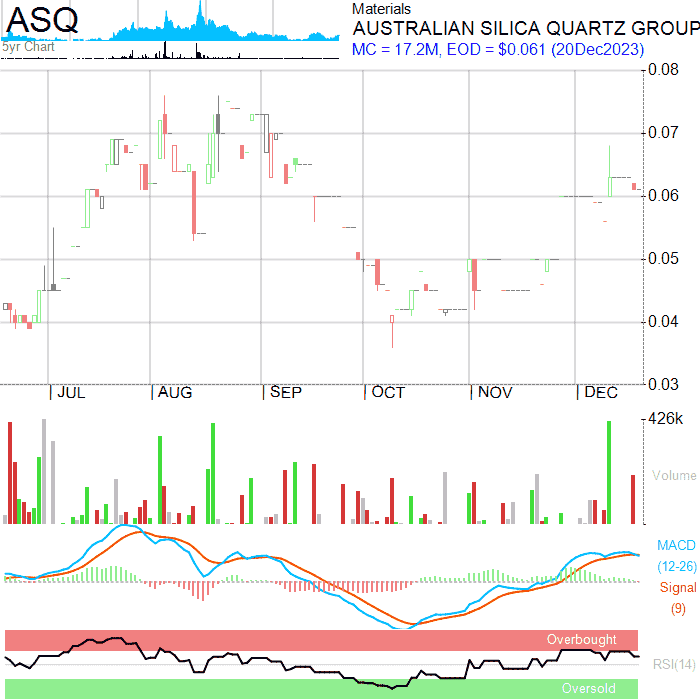 ASQ
5yr Chart
Materials
AUSTRALIAN SILICA QUARTZ GROUP
MC = 17.2M, EOD = $0.061 (20Dec2023)
0.08
0.07
0.06
0.05
0.04
0.03
JUL
AUG
SEP
OCT
NOV
DEC
426k
Volume
MACD
(12-26)
Signal
(9)
Overbought
RSI(14)
Oversold